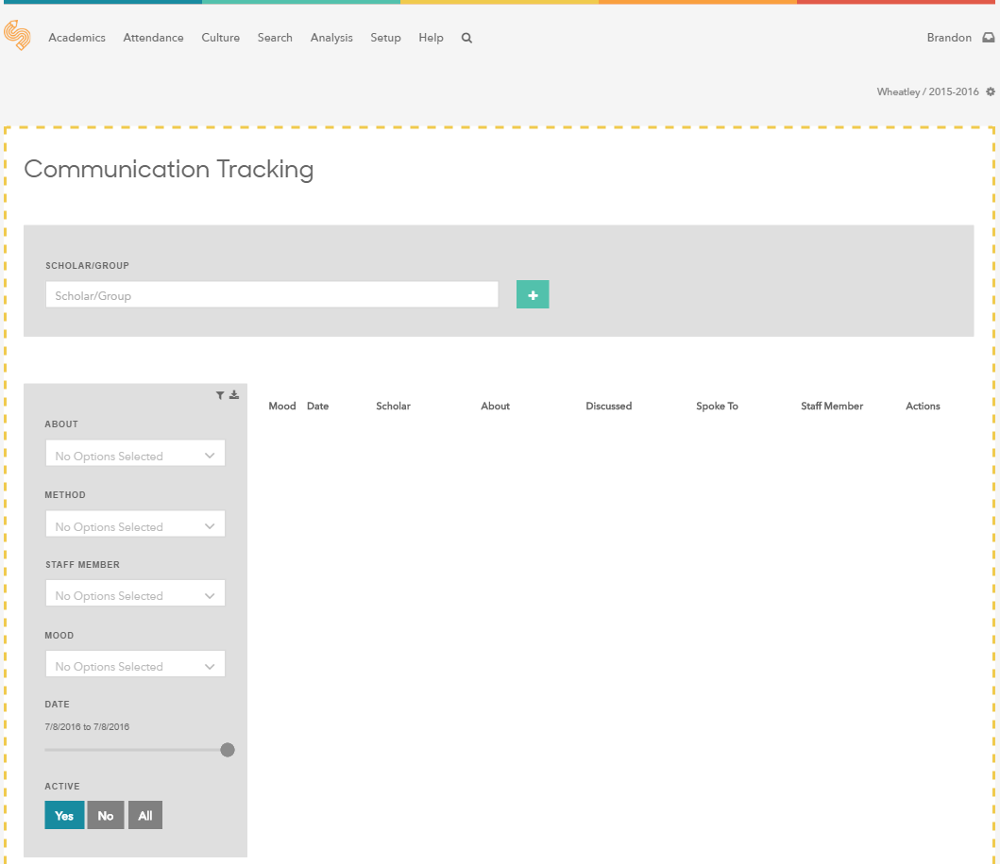 Academics Attendance Culture Search Analysis Setup Help Brandon
Wheatley / 2015-2016
Communication Tracking
SCHOLAR/GROUP
Scholar/Group
Mood Date Scholar About Discussed Spoke To Staff Member Actions
ABOUT
No Options Selected
METHOD
No Options Selected
STAFF MEMBER
No Options Selected
MOOD
No Options Selected
DATE
7/8/2016 to 7/8/2016
ACTIVE
Yes No All